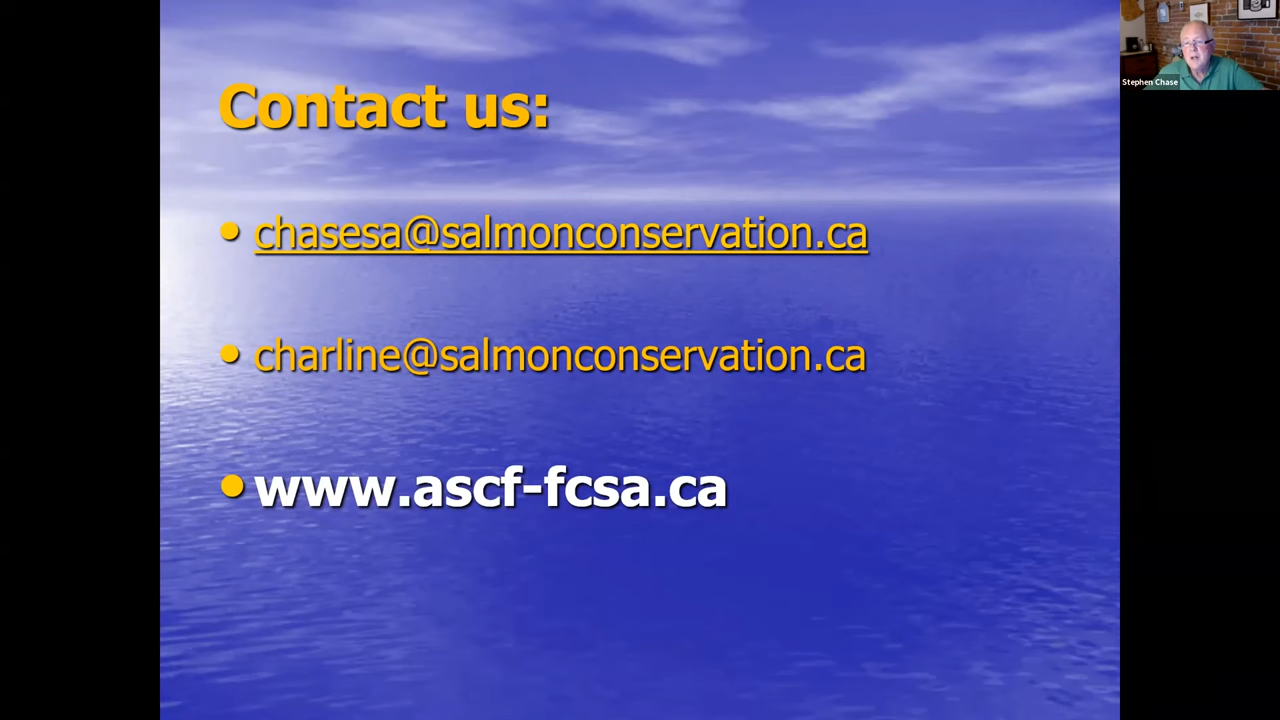 Contact us:
• chasesa@salmonconservation.ca
• charline@salmonconservation.ca
• www.ascf-fcsa.ca
Stephen Chase